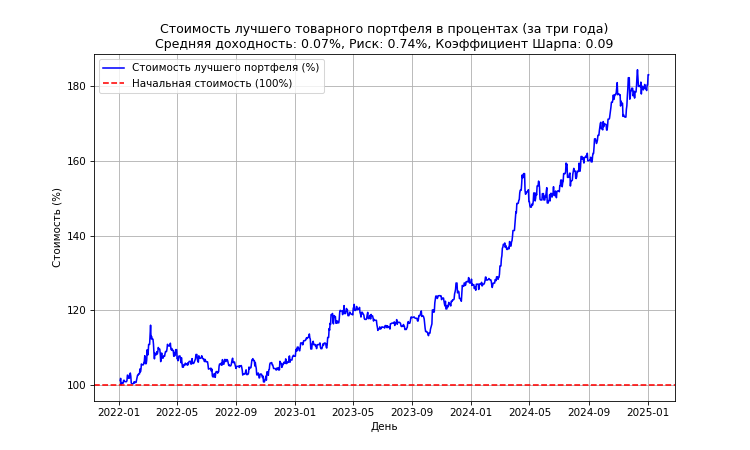 Стоимость лучшего товарного портфеля в процентах (за три года)
Средняя доходность: 0.07%, Риск: 0.74%, Коэффициент Шарпа: 0.09
Стоимость лучшего портфеля (%)
Начальная стоимость (100%)
Стоимость (%)
180
160
140
120
100
2022-01 2022-05 2022-09 2023-01 2023-05 2023-09 2024-01 2024-05 2024-09 2025-01
День